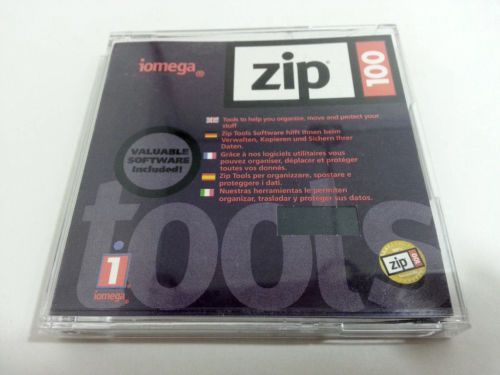 iomega®
zip®
100
Tools to help you organise, move and protect your
stuff
Zip Tools Software hilft Ihnen beim
Verwalten, Kopieren und Sichern Ihrer
Daten.
Grâce à nos logiciels utilitaires vous
pouvez organiser, déplacer et protéger
toutes vos donnés.
Zip Tools per organizzare, spostare e
proteggere i dati.
Nuestras herramientas le permiten
organizar, trasladar y proteger sus datos.
VALUABLE
SOFTWARE
Included!
tools
1
iomega®
zip
100